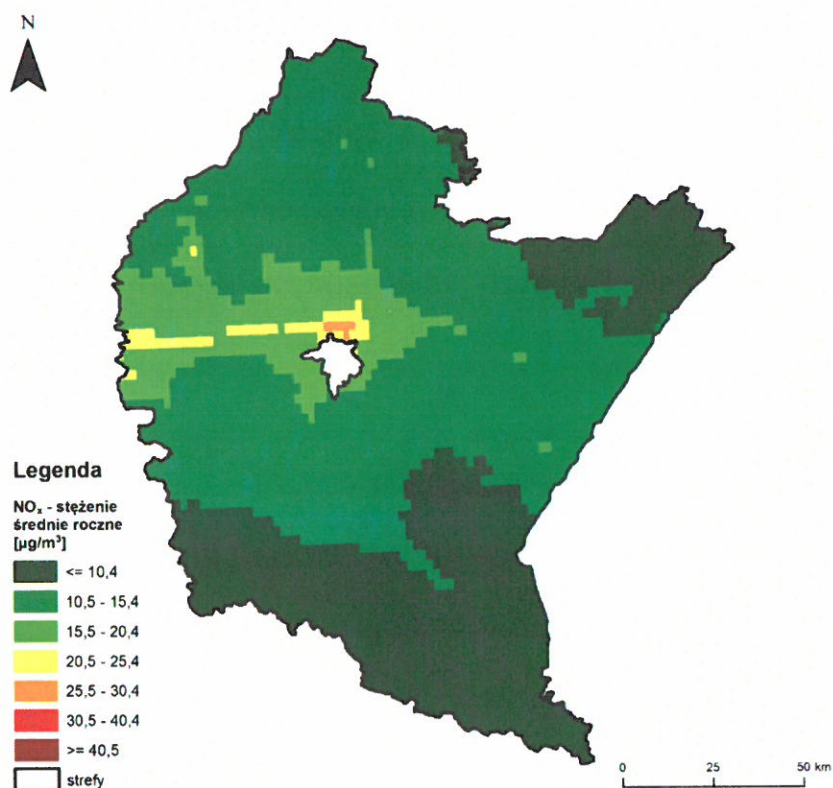 N
Legenda
NOₓ - stężenie
średnie roczne
[µg/m³]
<= 10,4
10,5 - 15,4
15,5 - 20,4
20,5 - 25,4
25,5 - 30,4
30,5 - 40,4
>= 40,5
strefy
0 25 50 km